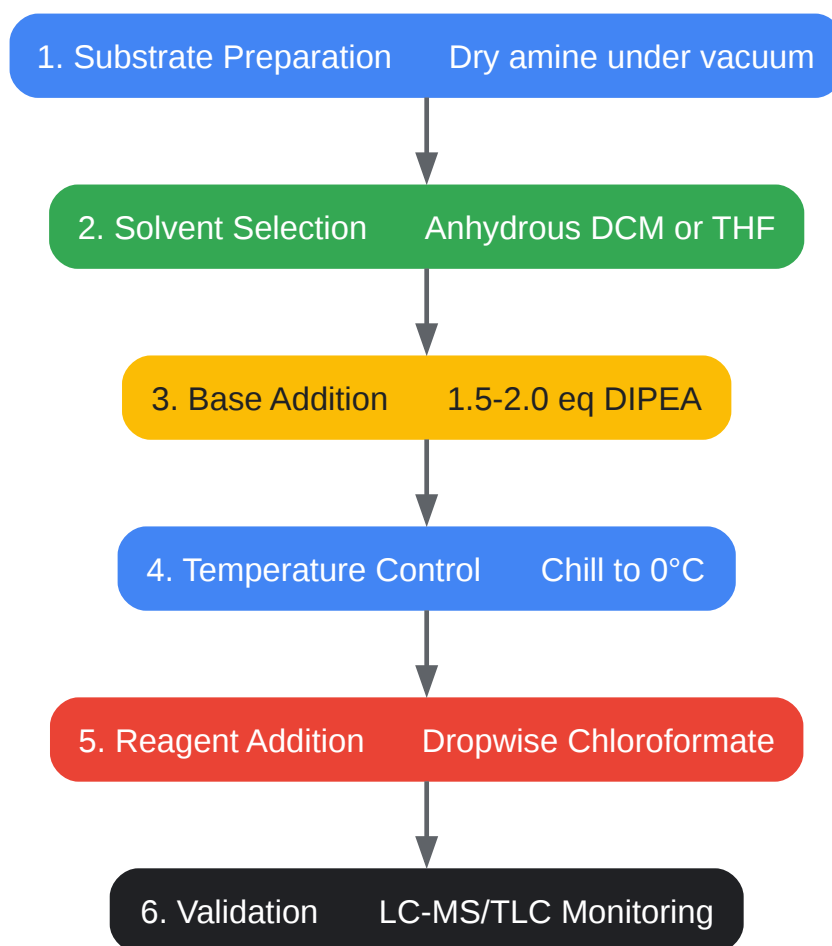 1. Substrate Preparation Dry amine under vacuum
2. Solvent Selection Anhydrous DCM or THF
3. Base Addition 1.5-2.0 eq DIPEA
4. Temperature Control Chill to 0°C
5. Reagent Addition Dropwise Chloroformate
6. Validation LC-MS/TLC Monitoring